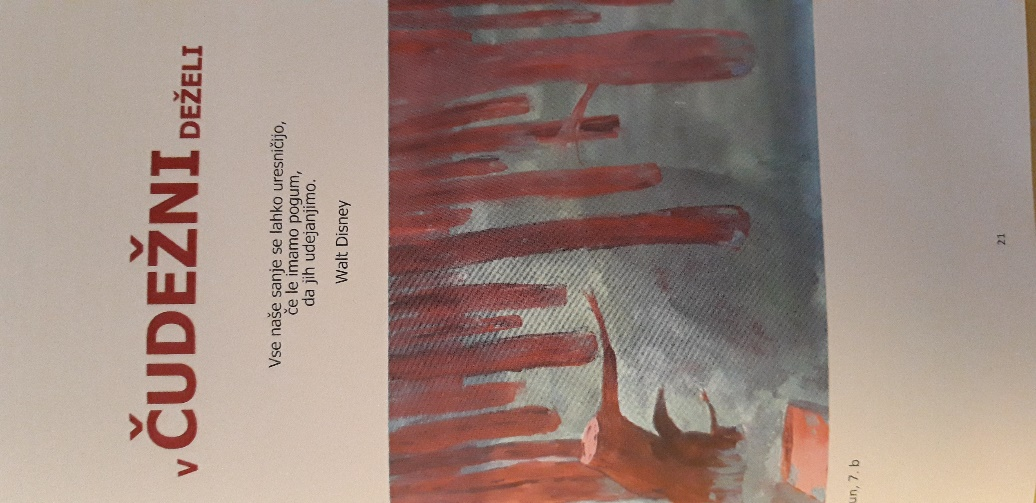 v ČUDEŽNI DEŽELI
Vse naše sanje se lahko uresničijo,
če le imamo pogum,
da jih udejanjimo.
Walt Disney
7. b
21